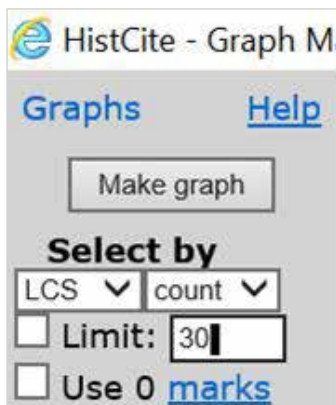 HistCite - Graph M
Graphs Help
Make graph
Select by
LCS count
Limit: 30
Use 0 marks